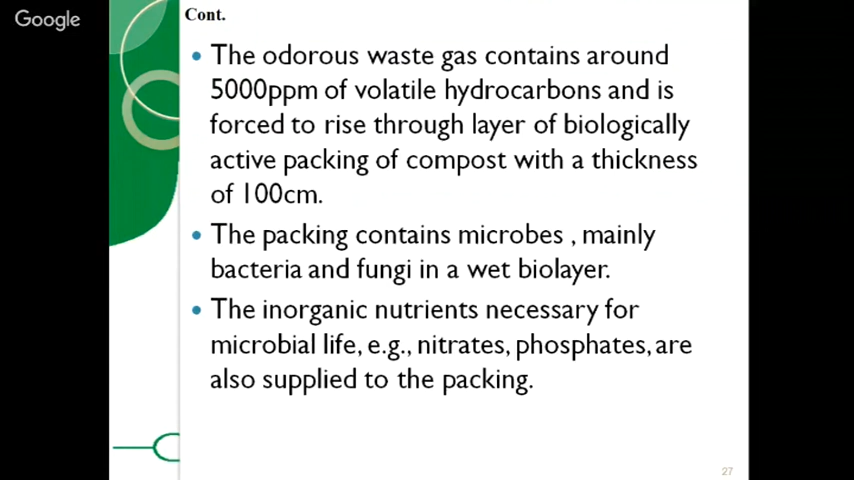 Google
Cont.
• The odorous waste gas contains around
5000ppm of volatile hydrocarbons and is
forced to rise through layer of biologically
active packing of compost with a thickness
of 100cm.
• The packing contains microbes , mainly
bacteria and fungi in a wet biolayer.
• The inorganic nutrients necessary for
microbial life, e.g., nitrates, phosphates, are
also supplied to the packing.
27